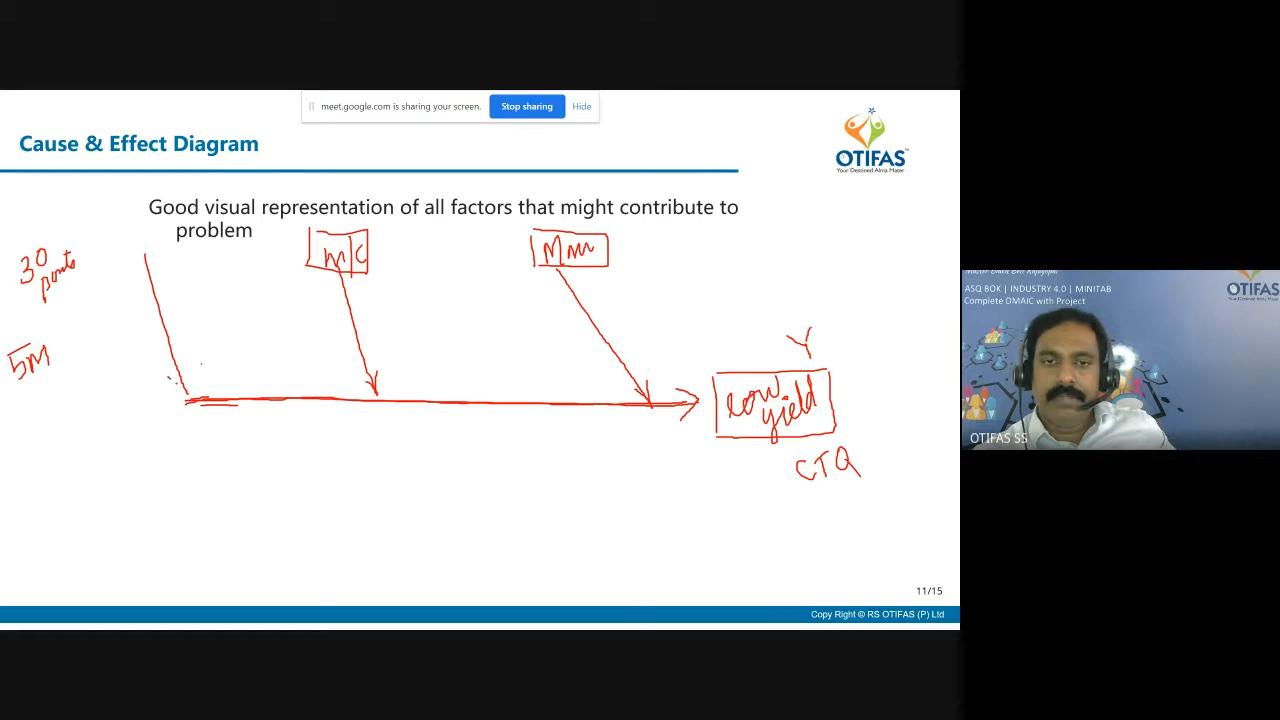 meet.google.com is sharing your screen. Stop sharing Hide
Cause & Effect Diagram
OTIFAS
Your Destined Alma Mater
Good visual representation of all factors that might contribute to
problem
30
points
5M
M/C
Man
Y
low
yield
CTQ
11/15
Copy Right © RS OTIFAS (P) Ltd
ASQ BOK | INDUSTRY 4.0 | MINITAB
Complete DMAIC with Project
OTIFAS
OTIFAS SS